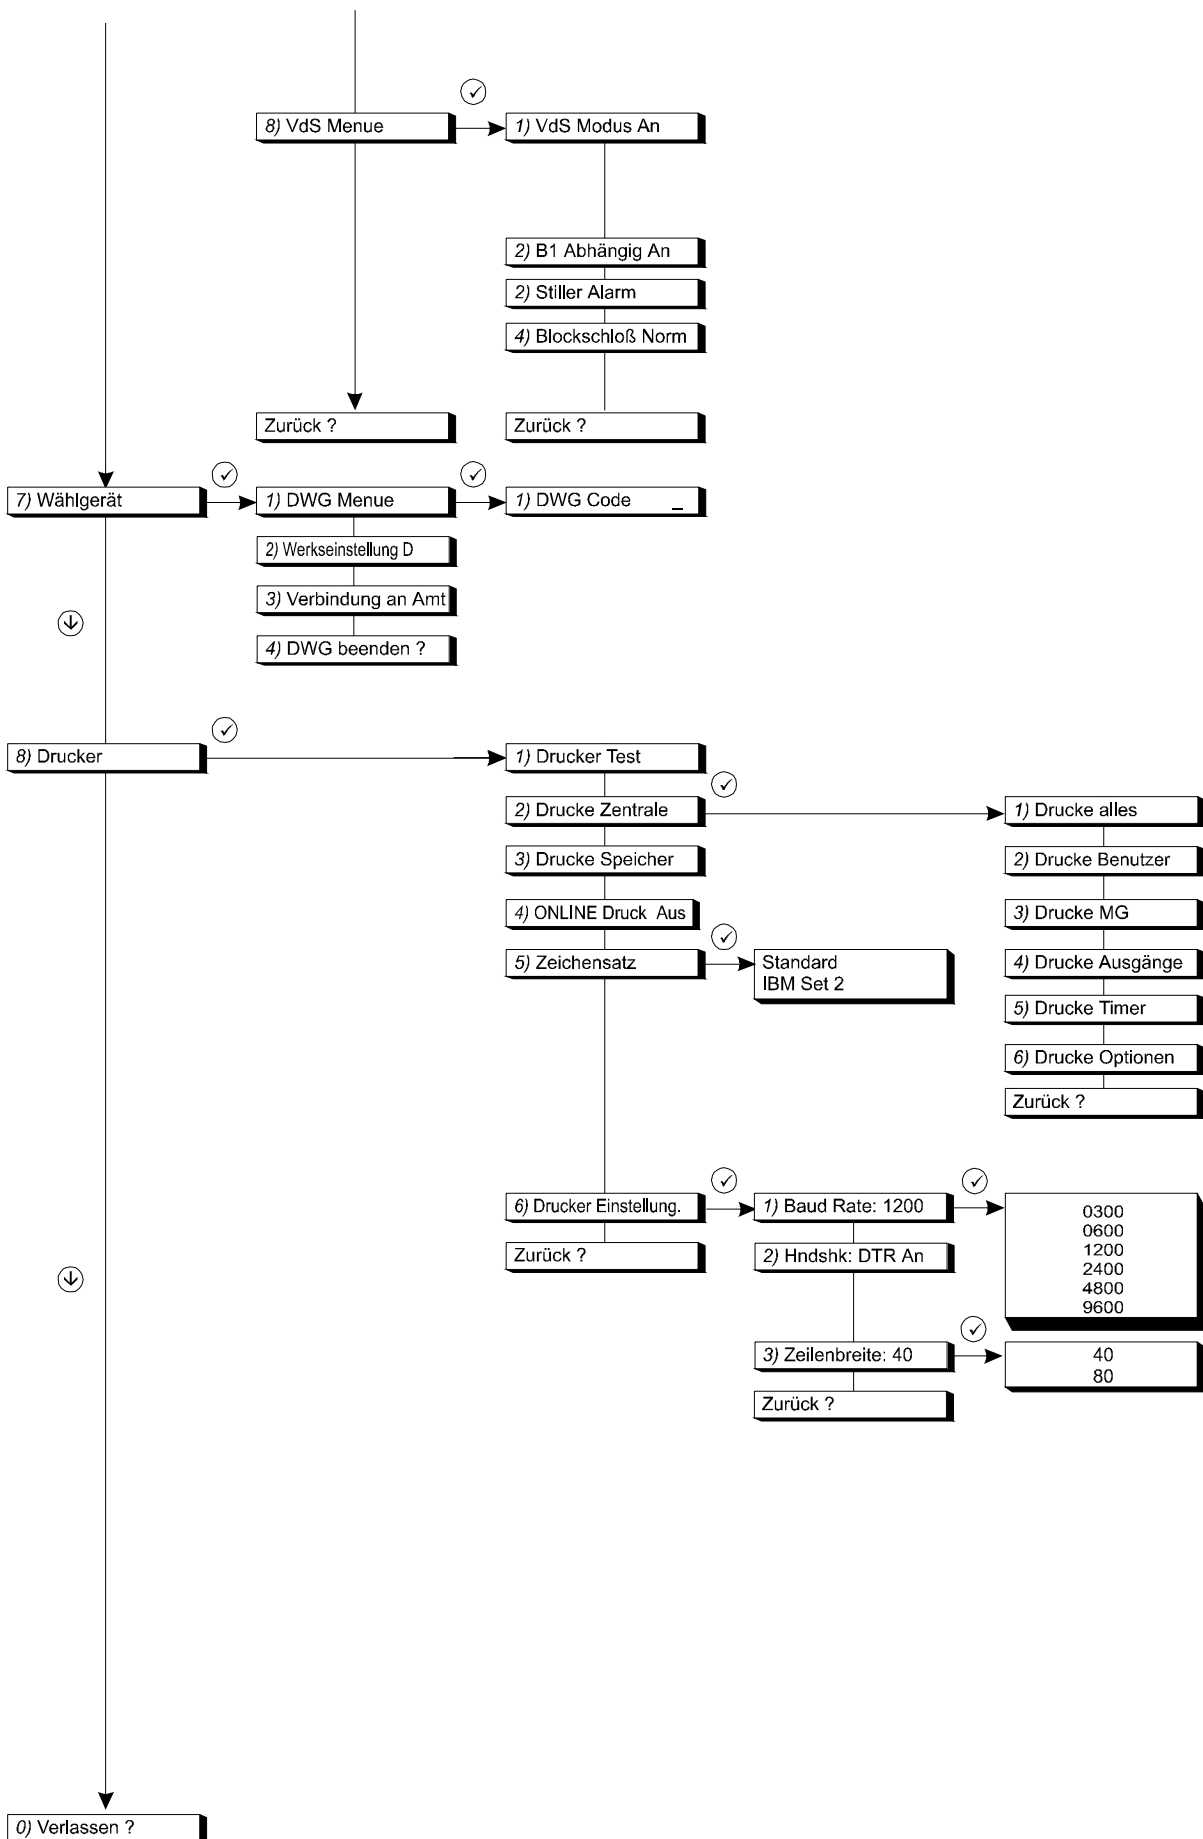 8) VdS Menue
1) VdS Modus An
2) B1 Abhängig An
2) Stiller Alarm
4) Blockschloß Norm
Zurück ?
Zurück ?
7) Wählgerät
1) DWG Menue
1) DWG Code _
2) Werkseinstellung D
3) Verbindung an Amt
4) DWG beenden ?
8) Drucker
1) Drucker Test
2) Drucke Zentrale
1) Drucke alles
3) Drucke Speicher
2) Drucke Benutzer
4) ONLINE Druck Aus
3) Drucke MG
5) Zeichensatz
Standard
IBM Set 2
4) Drucke Ausgänge
5) Drucke Timer
6) Drucke Optionen
Zurück ?
6) Drucker Einstellung.
1) Baud Rate: 1200
0300
0600
1200
2400
4800
9600
Zurück ?
2) Hndshk: DTR An
3) Zeilenbreite: 40
40
80
Zurück ?
0) Verlassen ?